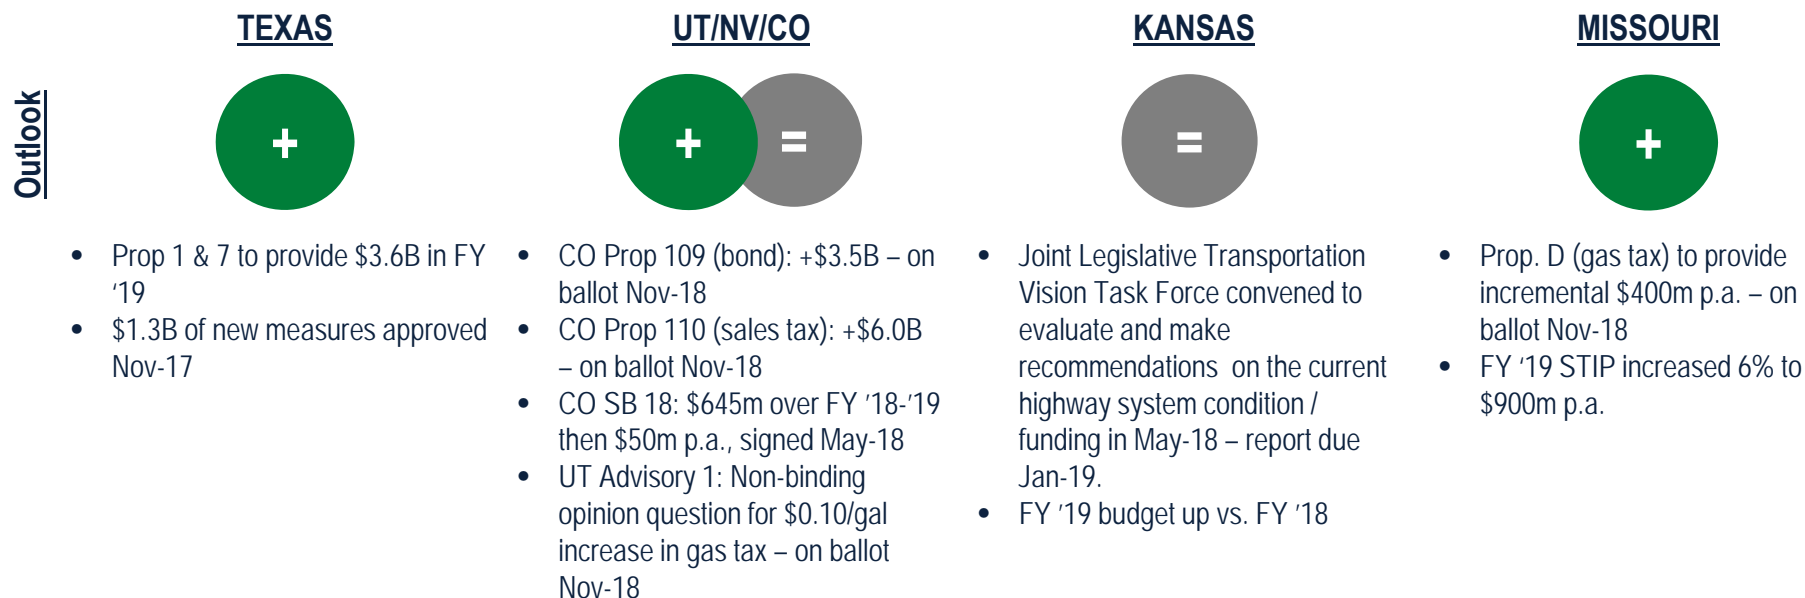 TEXAS
UT/NV/CO
KANSAS
MISSOURI
Outlook
+
+ =
=
+
• Prop 1 & 7 to provide $3.6B in FY
‘19
• $1.3B of new measures approved
Nov-17
• CO Prop 109 (bond): +$3.5B – on
ballot Nov-18
• CO Prop 110 (sales tax): +$6.0B
– on ballot Nov-18
• CO SB 18: $645m over FY ’18-’19
then $50m p.a., signed May-18
• UT Advisory 1: Non-binding
opinion question for $0.10/gal
increase in gas tax – on ballot
Nov-18
• Joint Legislative Transportation
Vision Task Force convened to
evaluate and make
recommendations  on the current
highway system condition /
funding in May-18 – report due
Jan-19.
• FY ’19 budget up vs. FY ’18
• Prop. D (gas tax) to provide
incremental $400m p.a. – on
ballot Nov-18
• FY ‘19 STIP increased 6% to
$900m p.a.